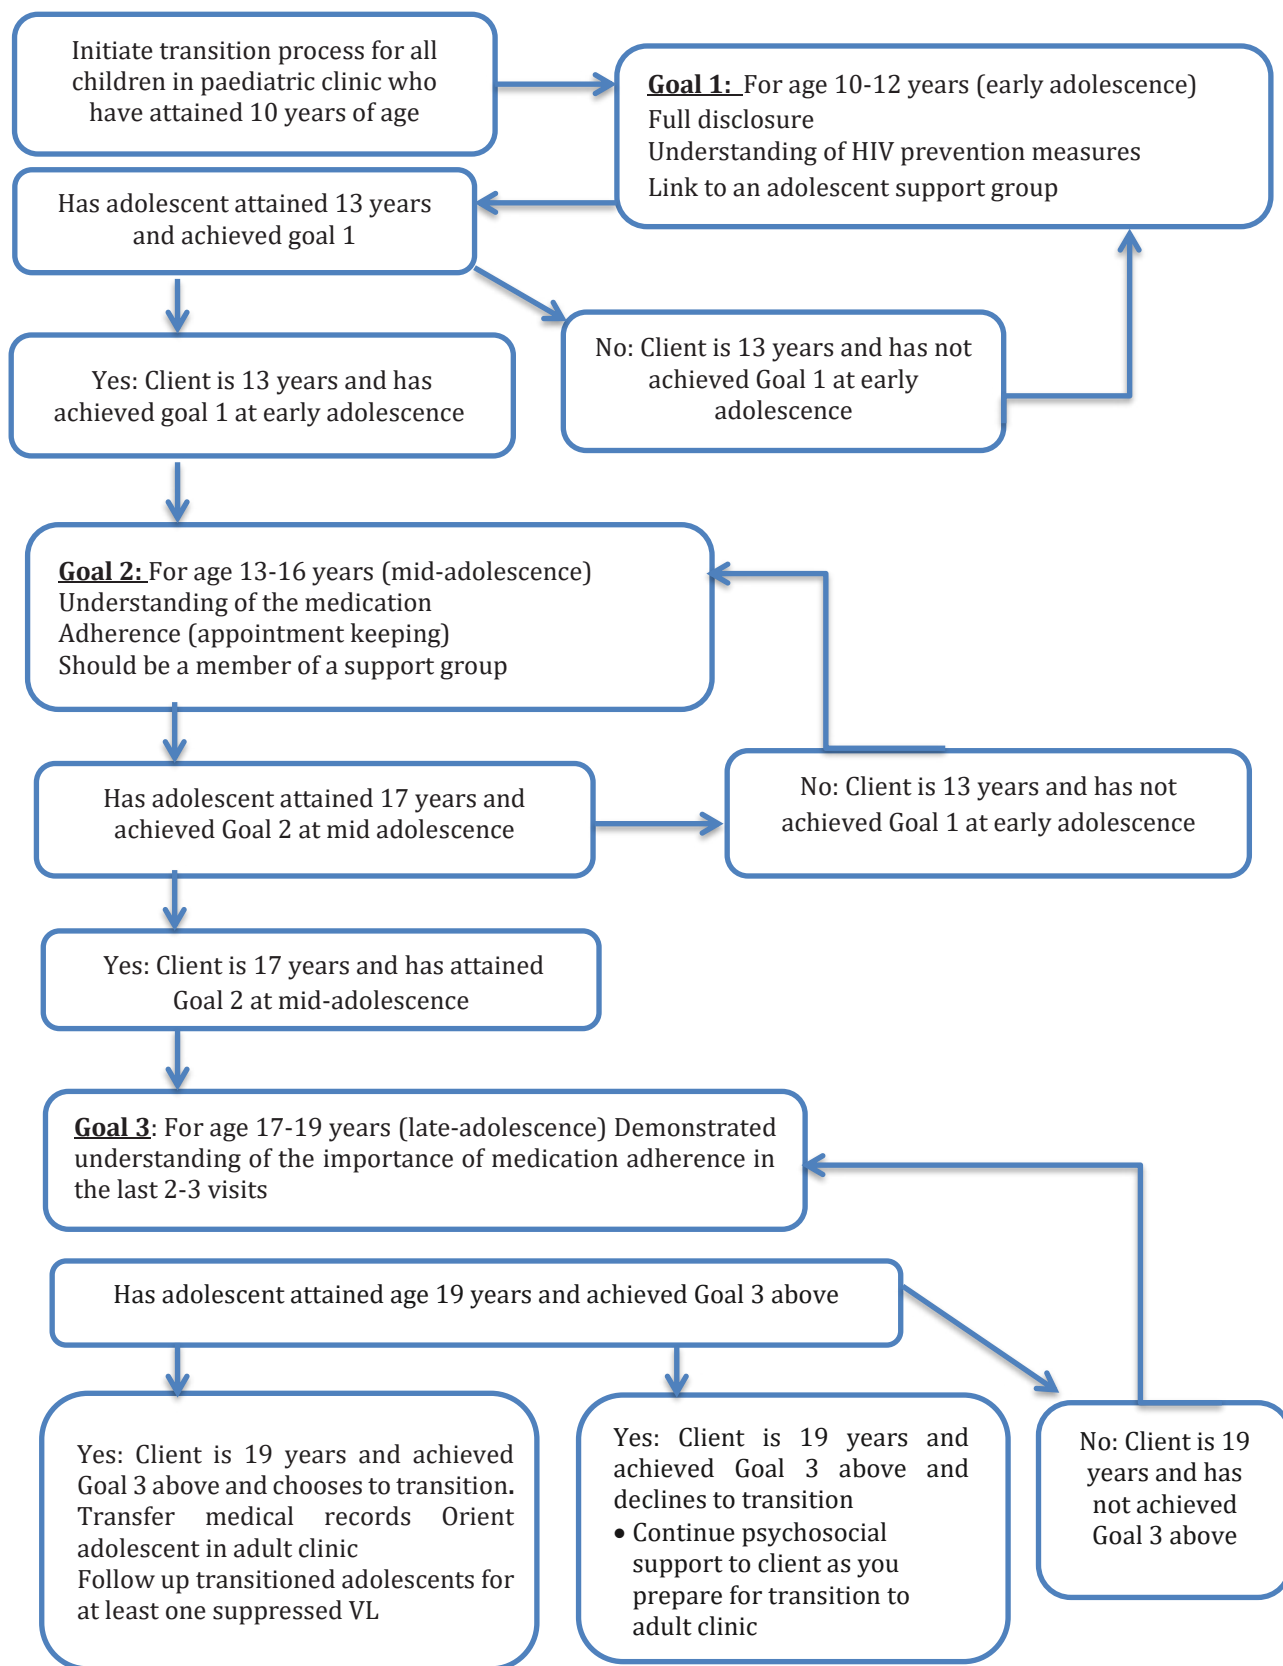 Initiate transition process for all
children in paediatric clinic who
have attained 10 years of age
Goal 1: For age 10-12 years (early adolescence)
Full disclosure
Understanding of HIV prevention measures
Link to an adolescent support group
Has adolescent attained 13 years
and achieved goal 1
No: Client is 13 years and has not
achieved Goal 1 at early
adolescence
Yes: Client is 13 years and has
achieved goal 1 at early adolescence
Goal 2: For age 13-16 years (mid-adolescence)
Understanding of the medication
Adherence (appointment keeping)
Should be a member of a support group
Has adolescent attained 17 years and
achieved Goal 2 at mid adolescence
No: Client is 13 years and has not
achieved Goal 1 at early adolescence
Yes: Client is 17 years and has attained
Goal 2 at mid-adolescence
Goal 3: For age 17-19 years (late-adolescence) Demonstrated
understanding of the importance of medication adherence in
the last 2-3 visits
Has adolescent attained age 19 years and achieved Goal 3 above
Yes: Client is 19 years and achieved
Goal 3 above and chooses to transition.
Transfer medical records Orient
adolescent in adult clinic
Follow up transitioned adolescents for
at least one suppressed VL
Yes: Client is 19 years and
achieved Goal 3 above and
declines to transition
• Continue psychosocial
support to client as you
prepare for transition to
adult clinic
No: Client is 19
years and has
not achieved
Goal 3 above